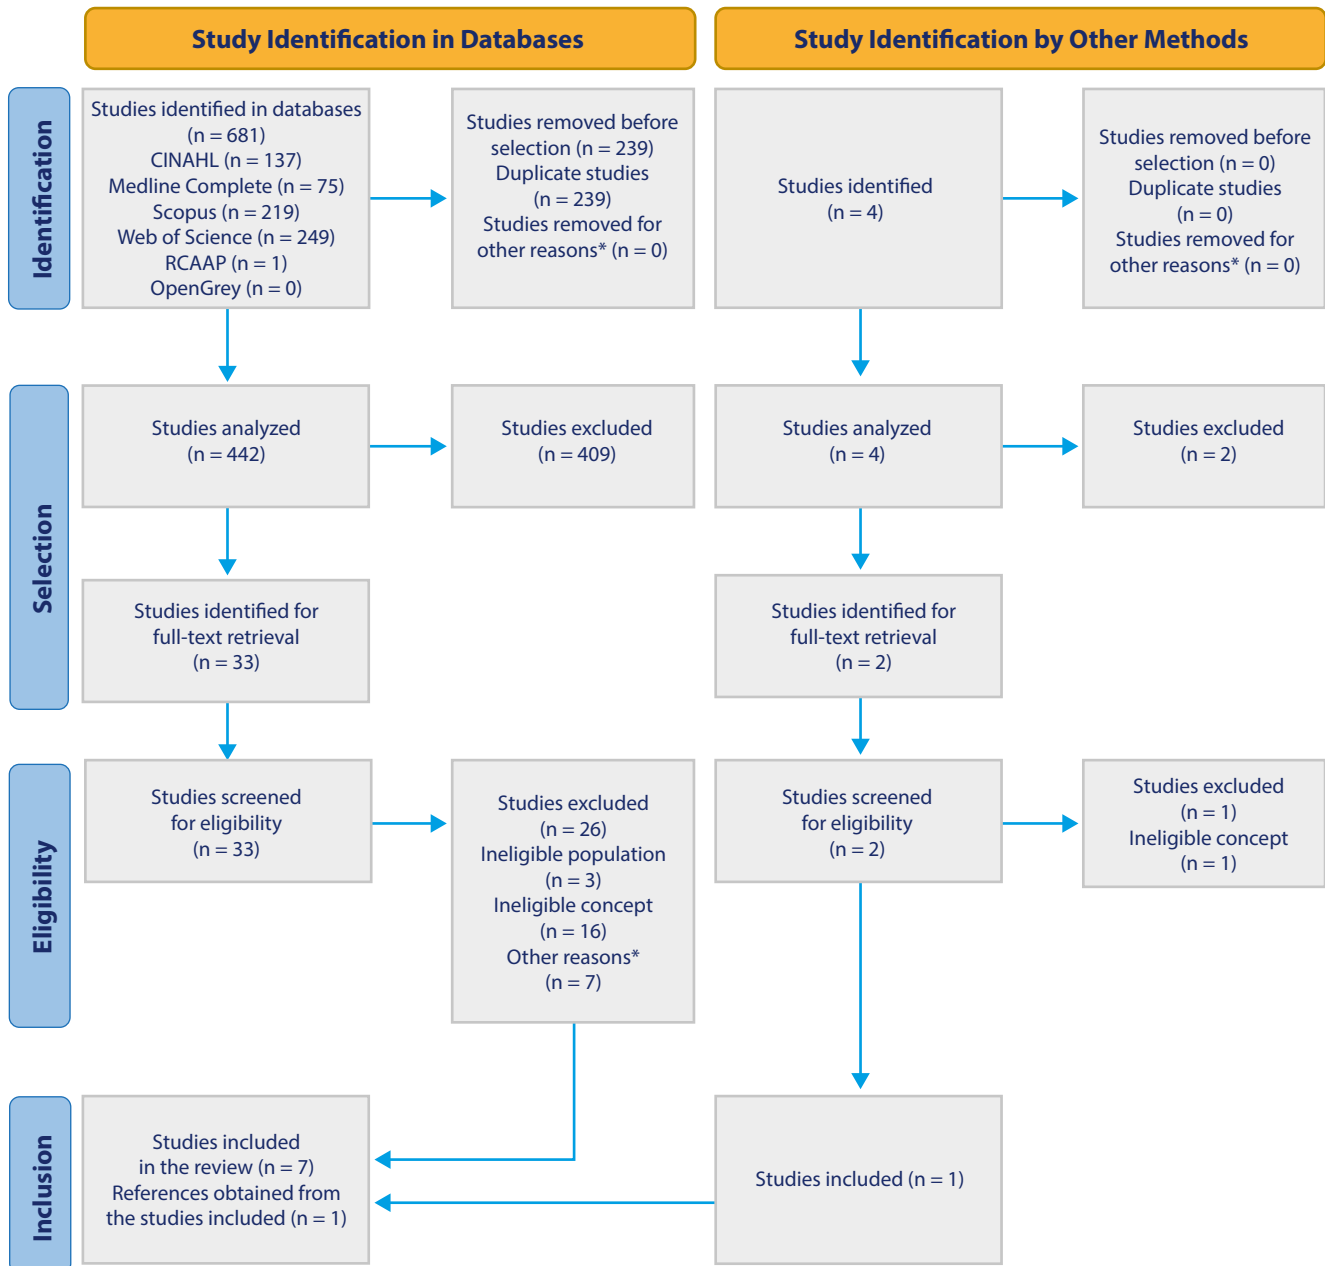 Study Identification in Databases
Study Identification by Other Methods
Identification
Studies identified in databases
(n = 681)
CINAHL (n = 137)
Medline Complete (n = 75)
Scopus (n = 219)
Web of Science (n = 249)
RCAAP (n = 1)
OpenGrey (n = 0)
Studies removed before
selection (n = 239)
Duplicate studies
(n = 239)
Studies removed for
other reasons* (n = 0)
Studies identified
(n = 4)
Studies removed before
selection (n = 0)
Duplicate studies
(n = 0)
Studies removed for
other reasons* (n = 0)
Selection
Studies analyzed
(n = 442)
Studies excluded
(n = 409)
Studies analyzed
(n = 4)
Studies excluded
(n = 2)
Studies identified for
full-text retrieval
(n = 33)
Studies identified for
full-text retrieval
(n = 2)
Eligibility
Studies screened
for eligibility
(n = 33)
Studies excluded
(n = 26)
Ineligible population
(n = 3)
Ineligible concept
(n = 16)
Other reasons*
(n = 7)
Studies screened
for eligibility
(n = 2)
Studies excluded
(n = 1)
Ineligible concept
(n = 1)
Inclusion
Studies included
in the review (n = 7)
References obtained from
the studies included (n = 1)
Studies included (n = 1)